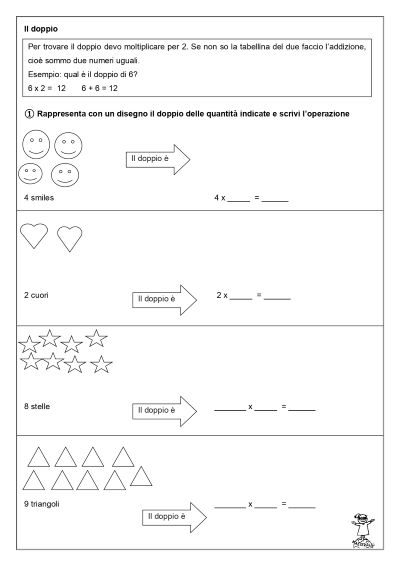 Il doppio
Per trovare il doppio devo moltiplicare per 2. Se non so la tabellina del due faccio l'addizione,
cioè sommo due numeri uguali.
Esempio: qual è il doppio di 6?
6 x 2 = 12 6 + 6 = 12
① Rappresenta con un disegno il doppio delle quantità indicate e scrivi l'operazione
Il doppio è
4 smiles 4 x _____ = ______
2 cuori Il doppio è 2 x _____ = ______
8 stelle Il doppio è _______ x _____ = ______
9 triangoli Il doppio è _______ x _____ = ______